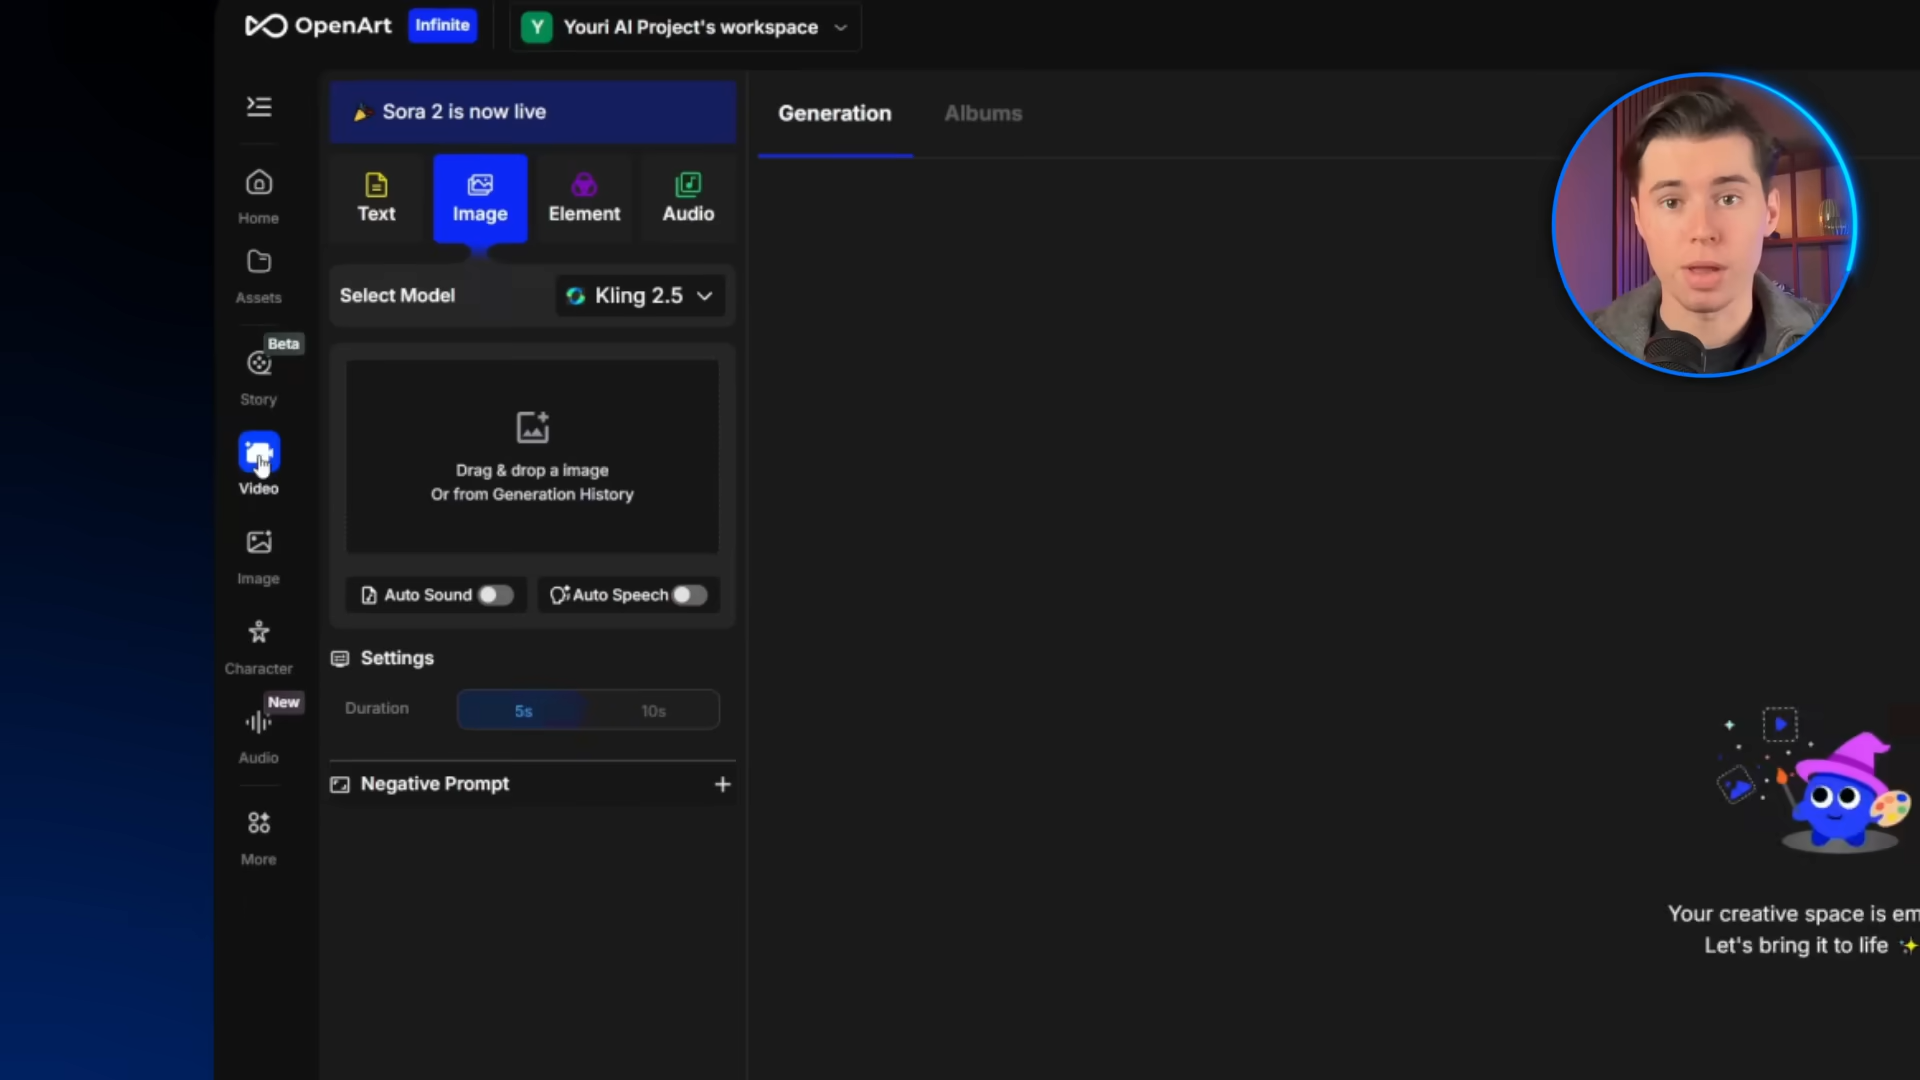 OpenArt
Infinite
Y
Youri AI Project's workspace
Sora 2 is now live
Generation
Albums
Text
Image
Element
Audio
Home
Assets
Beta
Story
Video
Image
Character
New
Audio
More
Select Model
Kling 2.5
Drag & drop a image
Or from Generation History
Auto Sound
Auto Speech
Settings
Duration
5s
10s
Negative Prompt
Your creative space is em
Let's bring it to life